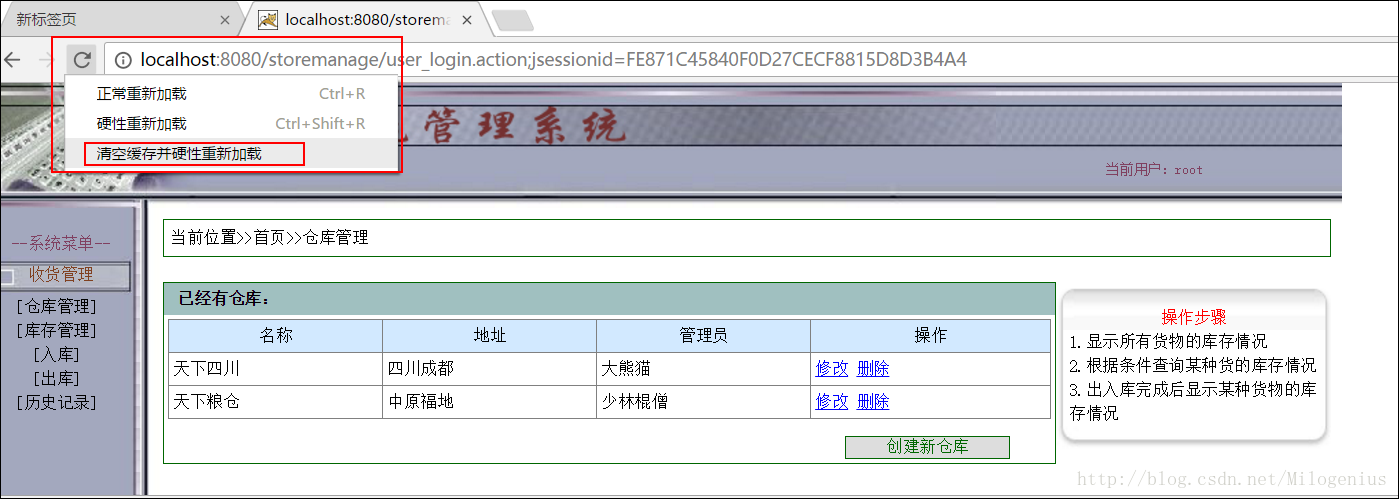 新标签页
localhost:8080/storema
localhost:8080/storemanage/user_login.action;jsessionid=FE871C45840F0D27CECF8815D8D3B4A4
正常重新加载 Ctrl+R
硬性重新加载 Ctrl+Shift+R
清空缓存并硬性重新加载
管理系统
当前用户：root
--系统菜单--
收货管理
[仓库管理]
[库存管理]
[入库]
[出库]
[历史记录]
当前位置>>首页>>仓库管理
已经有仓库：
名称 地址 管理员 操作
天下四川 四川成都 大熊猫 修改 删除
天下粮仓 中原福地 少林棍僧 修改 删除
创建新仓库
操作步骤
1. 显示所有货物的库存情况
2. 根据条件查询某种货的库存情况
3. 出入库完成后显示某种货物的库
存情况
http://blog.csdn.net/Milogenius